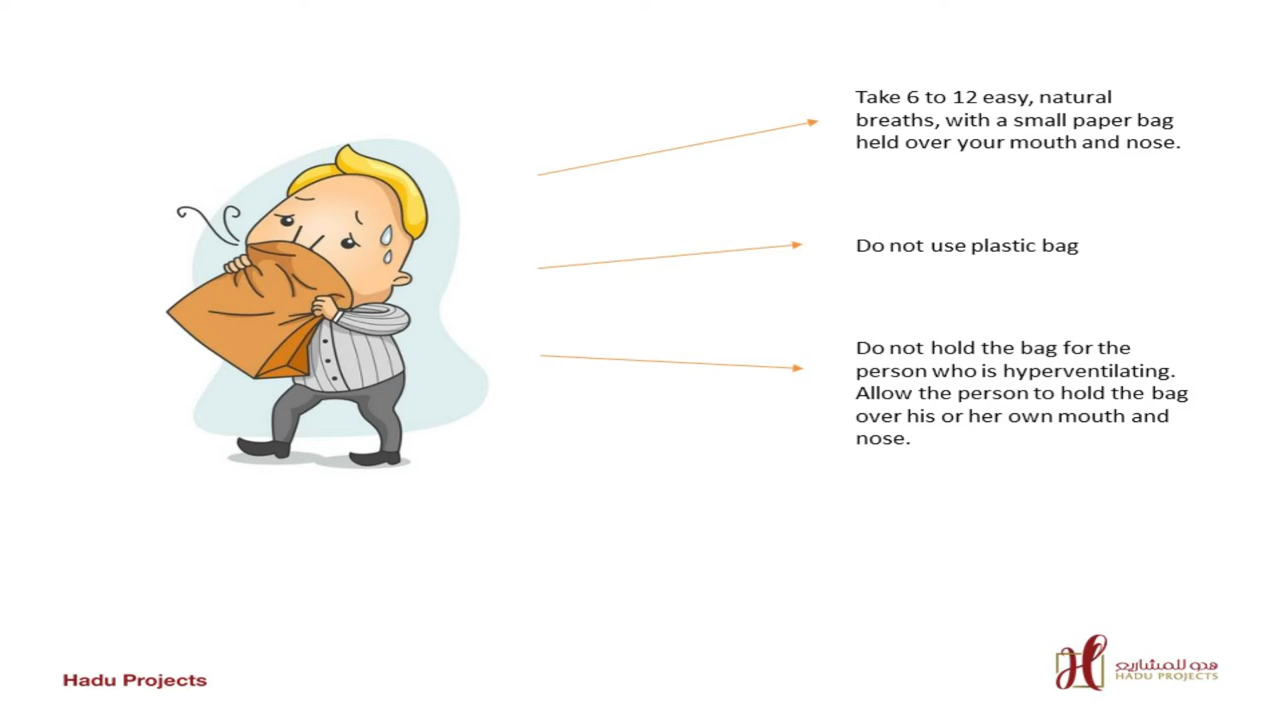 Take 6 to 12 easy, natural
breaths, with a small paper bag
held over your mouth and nose.
Do not use plastic bag
Do not hold the bag for the
person who is hyperventilating.
Allow the person to hold the bag
over his or her own mouth and
nose.
Hadu Projects
هدو للمشاريع
HADU PROJECTS